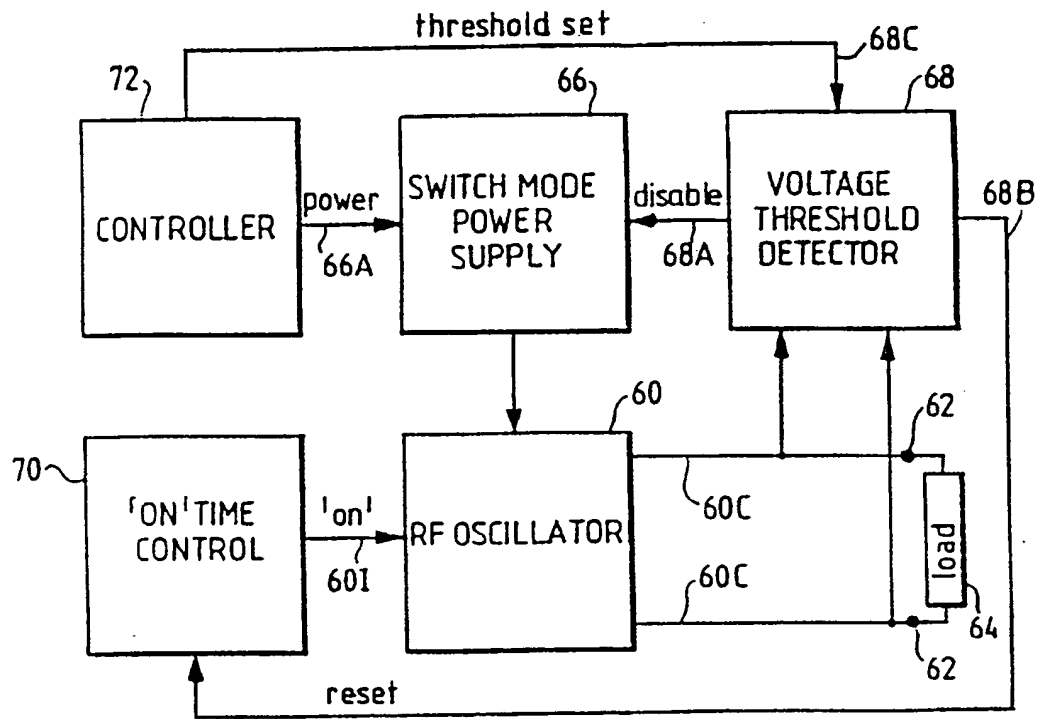 threshold set
68C
72
66
68
CONTROLLER
power
66A
SWITCH MODE
POWER
SUPPLY
disable
68A
VOLTAGE
THRESHOLD
DETECTOR
68B
60
62
70
'ON' TIME
CONTROL
'on'
60I
RF OSCILLATOR
60C
60C
load
64
62
reset